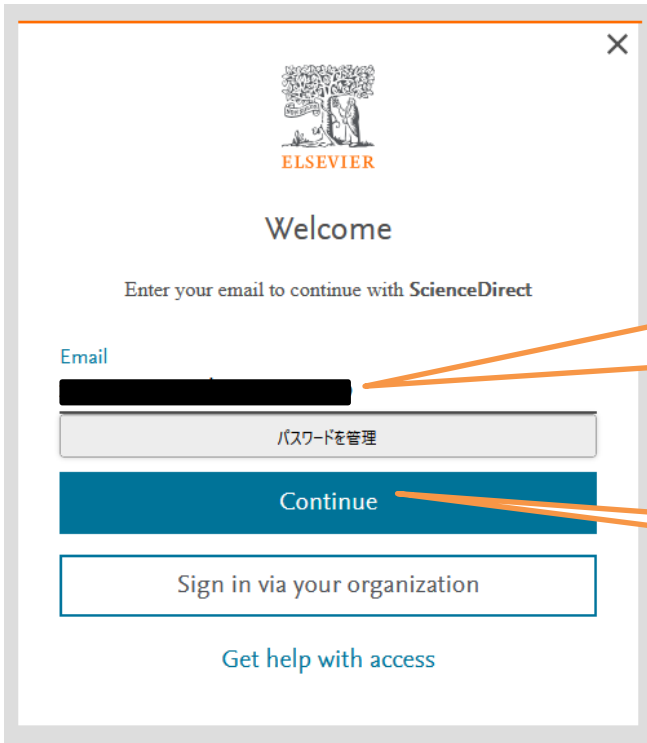 ELSEVIER
Welcome
Enter your email to continue with ScienceDirect
Email
パスワードを管理
Continue
Sign in via your organization
Get help with access